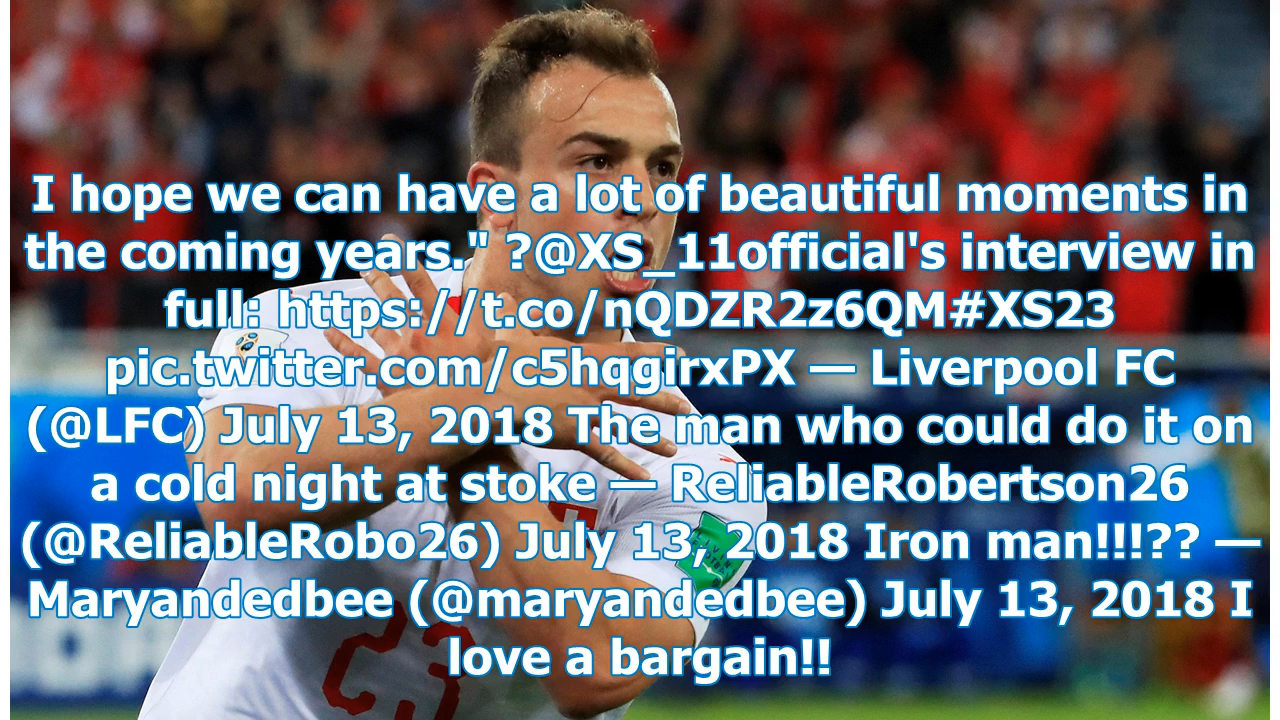 I hope we can have a lot of beautiful moments in
the coming years." ?@XS_11official's interview in
full: https://t.co/nQDZR2z6QM#XS23
pic.twitter.com/c5hqgirxPX — Liverpool FC
(@LFC) July 13, 2018 The man who could do it on
a cold night at stoke — ReliableRobertson26
(@ReliableRobo26) July 13, 2018 Iron man!!!?? —
Maryandedbee (@maryandedbee) July 13, 2018 I
love a bargain!!
23